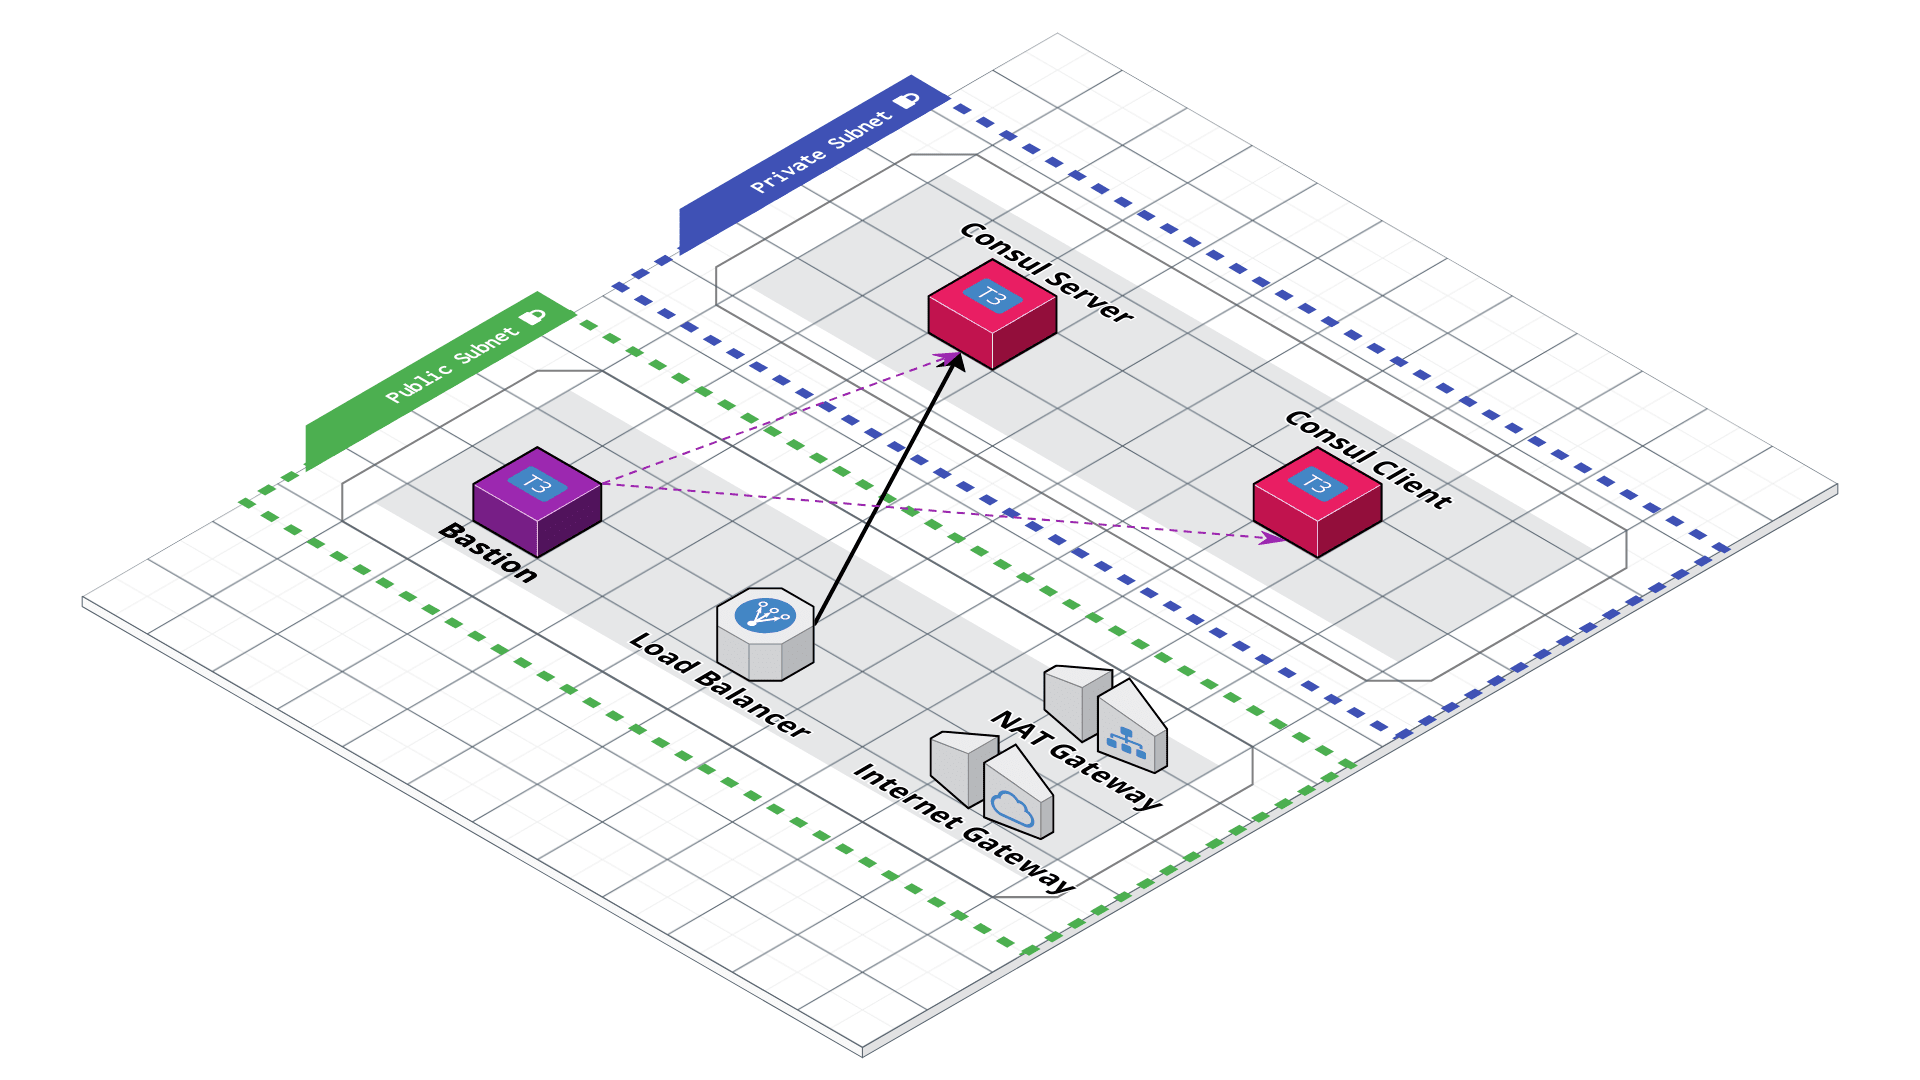 Private Subnet
Consul Server
T3
Public Subnet
Consul Client
T3
T3
Bastion
Load Balancer
NAT Gateway
Internet Gateway